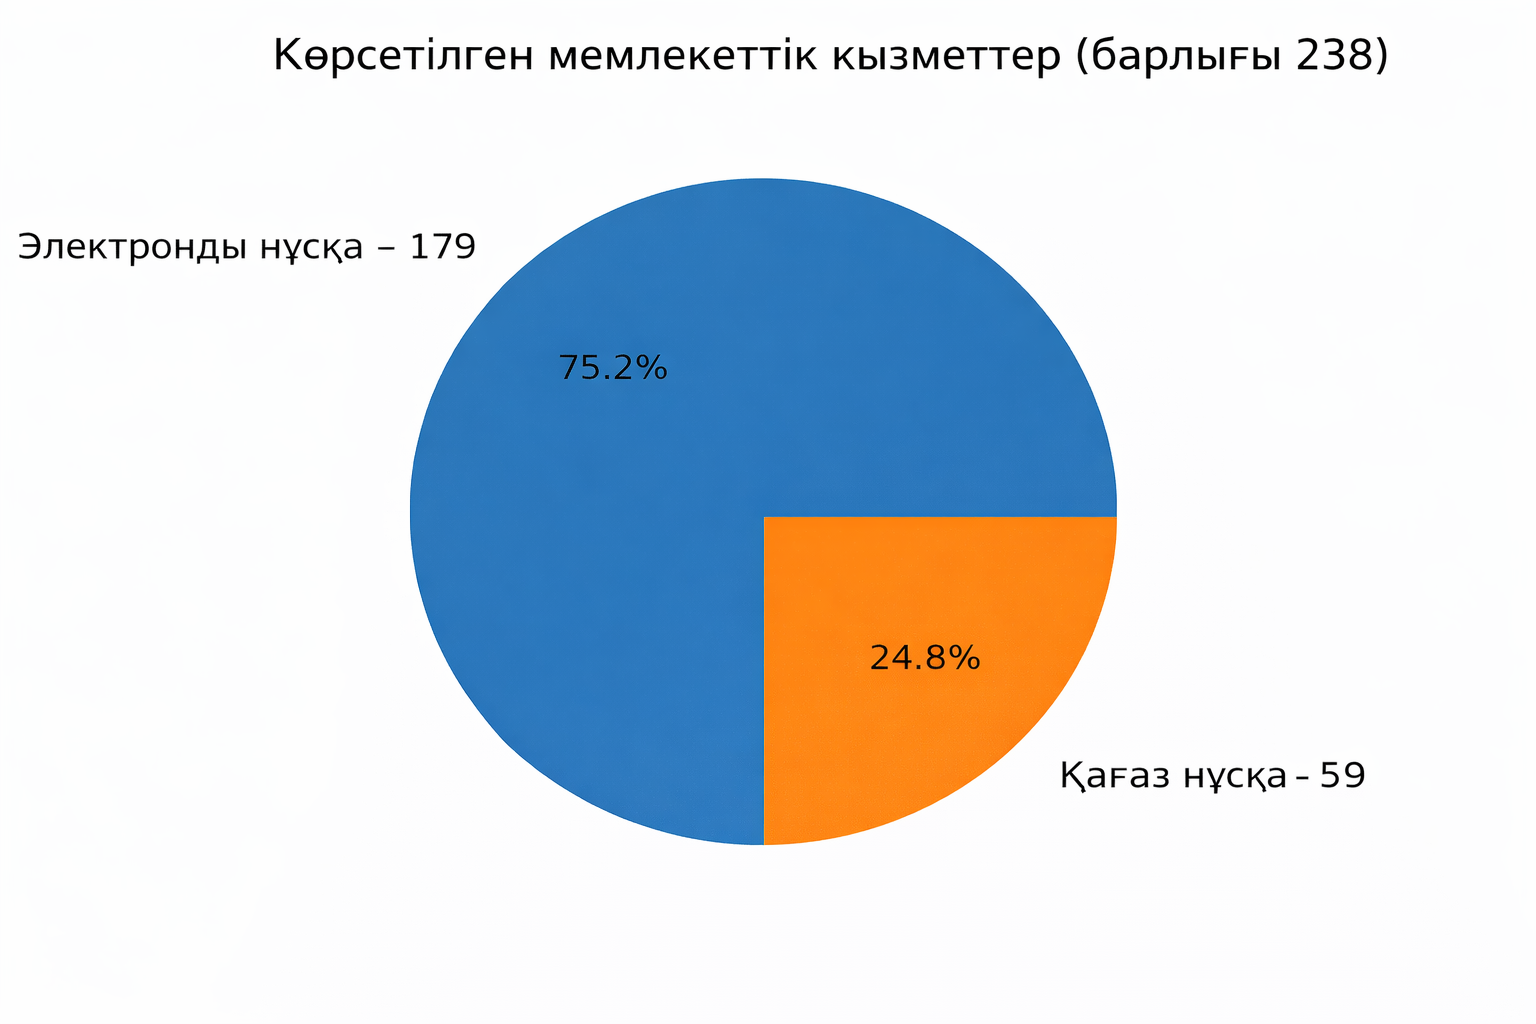 Көрсетілген мемлекеттік кызметтер (барлығы 238)
Электронды нұсқа – 179
75.2%
24.8%
Қағаз нұсқа - 59